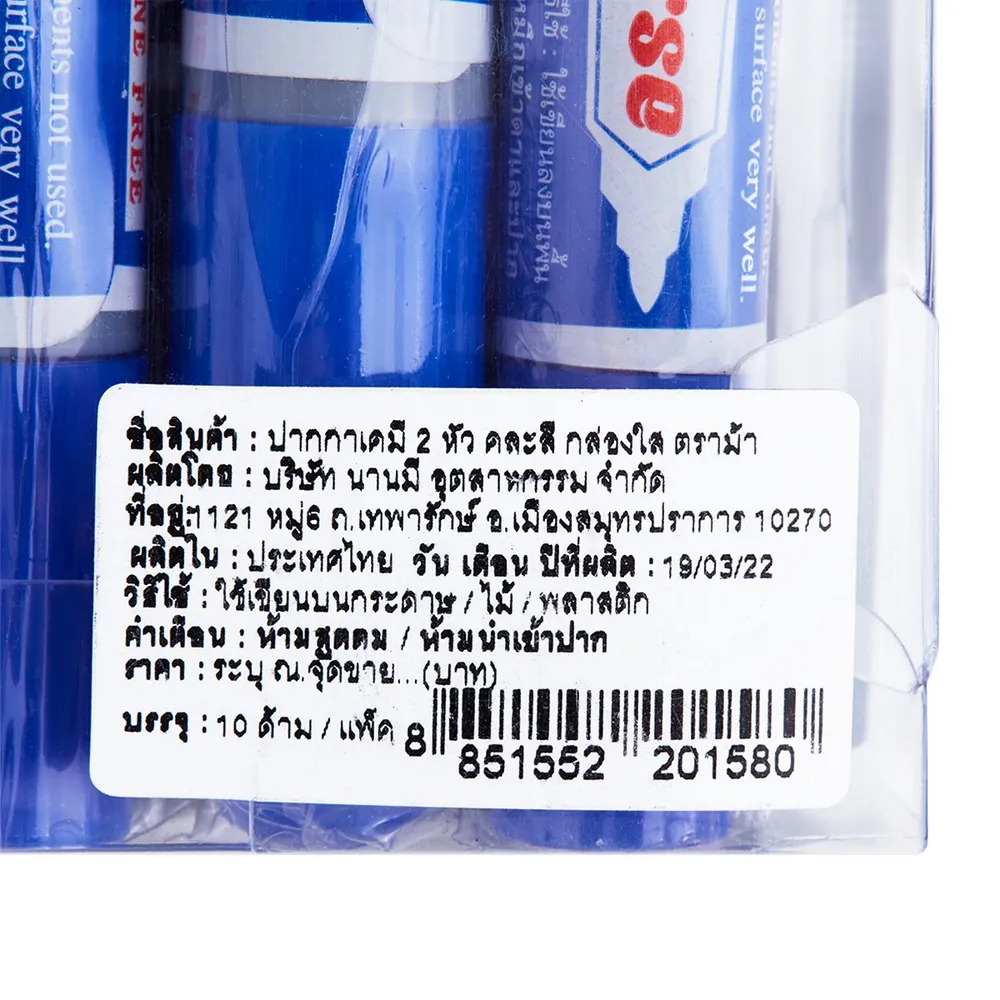 ments not used.
urface very well
NE FREE
rse
surface very well.
ชื่อสินค้า : ปากกาเคมี 2 หัว คละสี กล่องใส ตราม้า
ผลิตโดย : บริษัท นานมี อุตสาหกรรม จำกัด
ที่อยู่:1121 หมู่6 ถ.เทพารักษ์ อ.เมืองสมุทรปราการ 10270
ผลิตใน : ประเทศไทย วัน เดือน ปีที่ผลิต : 19/03/22
วิธีใช้ : ใช้เขียนบนกระดาษ / ไม้ / พลาสติก
คำเตือน : ห้ามสูดดม / ห้ามนำเข้าปาก
ราคา : ระบุ ณ.จุดขาย...(บาท)
บรรจุ : 10 ด้าม / แพ็ค
8 851552 201580